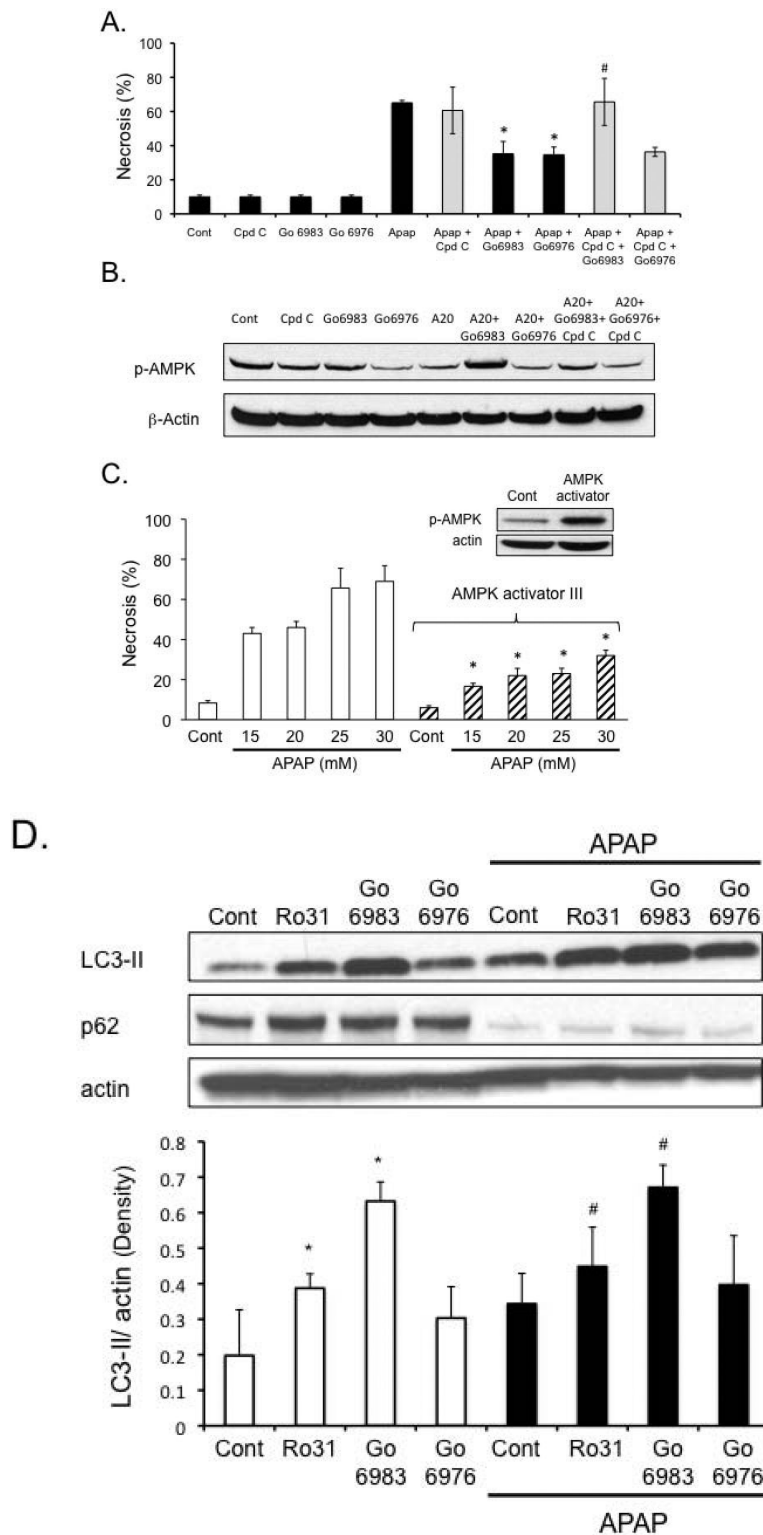 A.
Necrosis (%)
100
80
60
40
20
0
*
*
#
Cont
Cpd C
Go 6983
Go 6976
Apap
Apap +
Cpd C
Apap +
Go6983
Apap +
Go6976
Apap +
Cpd C +
Go6983
Apap +
Cpd C +
Go6976
B.
Cont
Cpd C
Go6983
Go6976
A20
A20+
Go6983
A20+
Go6976
A20+
Go6983+
Cpd C
A20+
Go6976+
Cpd C
p-AMPK
β-Actin
C.
Cont
AMPK
activator
p-AMPK
actin
Necrosis (%)
100
80
60
40
20
0
AMPK activator III
*
*
*
*
Cont
15
20
25
30
APAP (mM)
Cont
15
20
25
30
APAP (mM)
D.
APAP
Cont
Ro31
Go
6983
Go
6976
Cont
Ro31
Go
6983
Go
6976
LC3-II
p62
actin
LC3-II/ actin (Density)
0.8
0.7
0.6
0.5
0.4
0.3
0.2
0.1
0
*
*
#
#
Cont
Ro31
Go
6983
Go
6976
Cont
Ro31
Go
6983
Go
6976
APAP